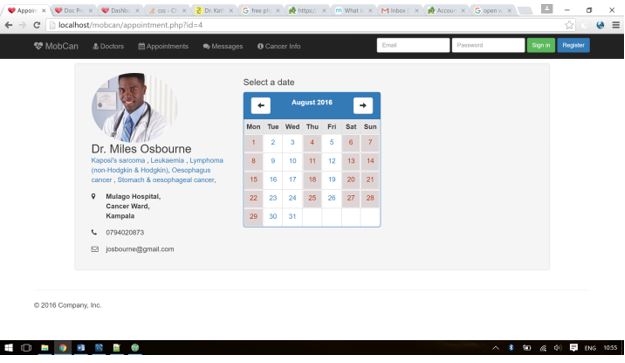 Appoin
Doc Pr
Dashb
css - C
Dr. Kat
free ph
https:/
What i
Inbox (
Accou
open v
localhost/mobcan/appointment.php?id=4
MobCan Doctors Appointments Messages Cancer Info Email Password Sign in Register
Select a date
August 2016
Mon Tue Wed Thu Fri Sat Sun
1 2 3 4 5 6 7
8 9 10 11 12 13 14
15 16 17 18 19 20 21
22 23 24 25 26 27 28
29 30 31
Dr. Miles Osbourne
Kaposi's sarcoma , Leukaemia , Lymphoma
(non-Hodgkin & Hodgkin), Oesophagus
cancer , Stomach & oesophageal cancer,
Mulago Hospital,
Cancer Ward,
Kampala
0794020873
josbourne@gmail.com
© 2016 Company, Inc.
ENG 10:55